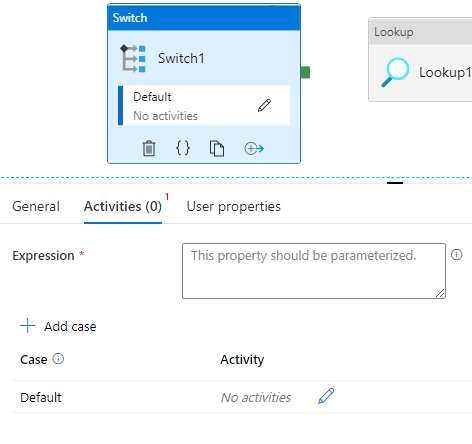 Switch
Lookup
Switch1
Lookup1
Default
No activities
{}
General
Activities (0) 1
User properties
Expression *
This property should be parameterized.
Add case
Case
Activity
Default
No activities